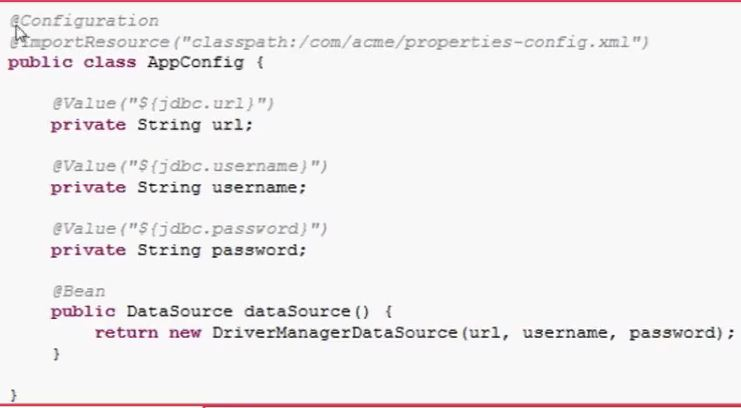 @Configuration
@ImportResource("classpath:/com/acme/properties-config.xml")
public class AppConfig {
@Value("${jdbc.url}")
private String url;
@Value("${jdbc.username}")
private String username;
@Value("${jdbc.password}")
private String password;
@Bean
public DataSource dataSource() {
return new DriverManagerDataSource(url, username, password);
}
}